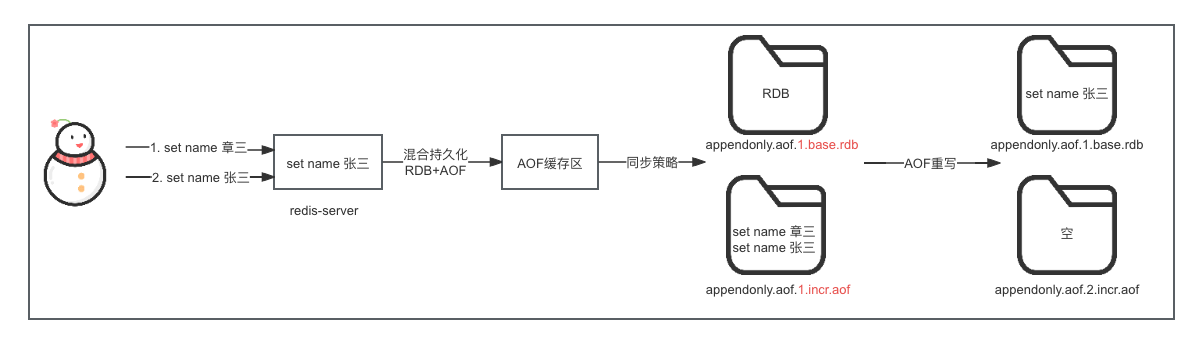 1. set name 章三
2. set name 张三
set name 张三
redis-server
混合持久化
RDB+AOF
AOF缓存区
同步策略
RDB
appendonly.aof.1.base.rdb
set name 章三
set name 张三
appendonly.aof.1.incr.aof
AOF重写
set name 张三
appendonly.aof.1.base.rdb
空
appendonly.aof.2.incr.aof